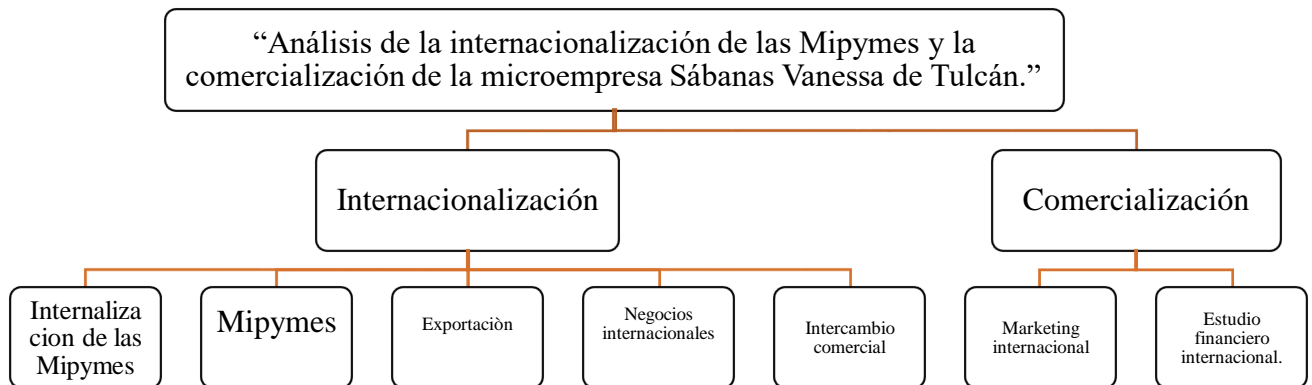 “Análisis de la internacionalización de las Mipymes y la
comercialización de la microempresa Sábanas Vanessa de Tulcán.”
Internacionalización
Comercialización
Internaliza
cion de las
Mipymes
Mipymes
Exportaciòn
Negocios
internacionales
Intercambio
comercial
Marketing
internacional
Estudio
financiero
internacional.